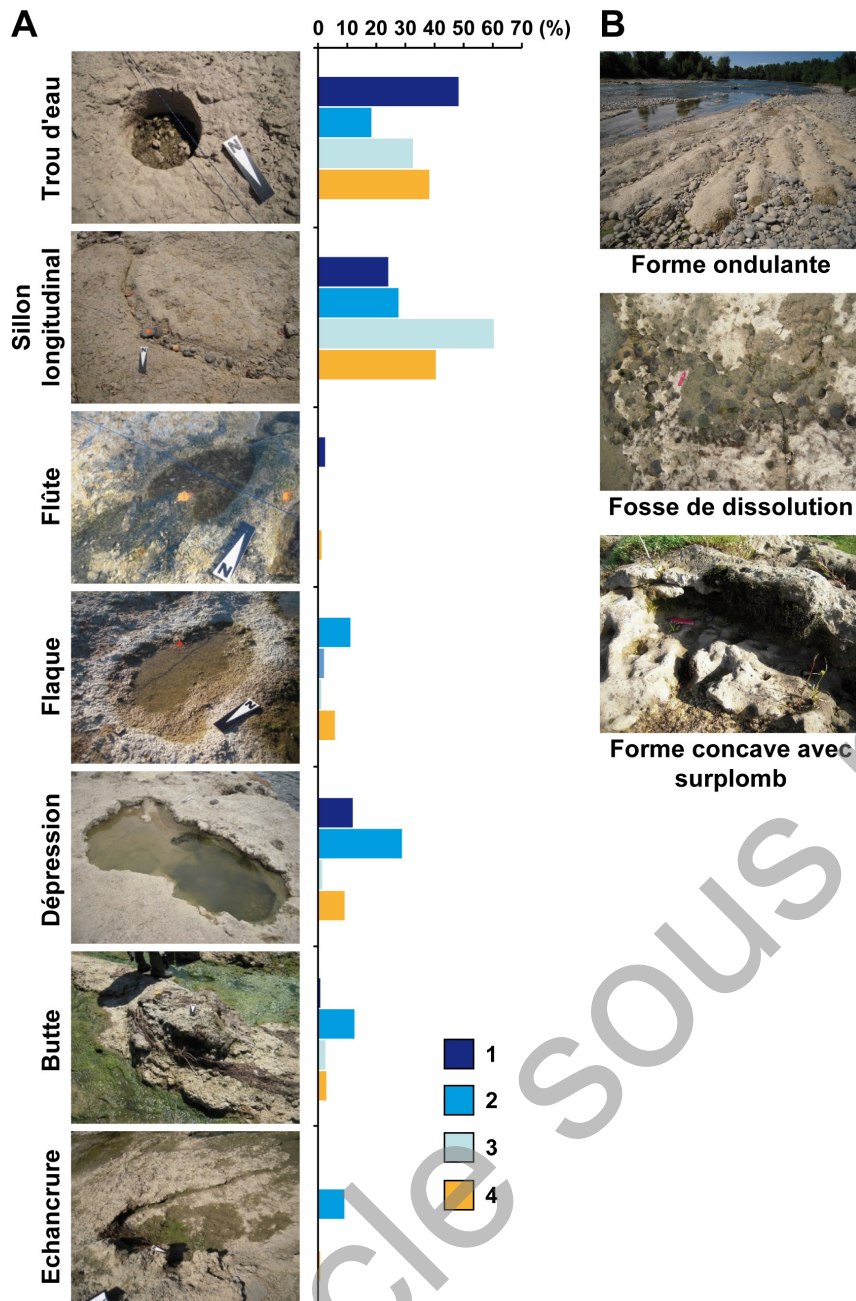 A
0 10 20 30 40 50 60 70 (%)
B
Trou d'eau
Sillon
longitudinal
Flûte
Flaque
Dépression
Butte
Echancrure
N
N
N
N
1
2
3
4
Forme ondulante
Fosse de dissolution
Forme concave avec
surplomb
cle sous